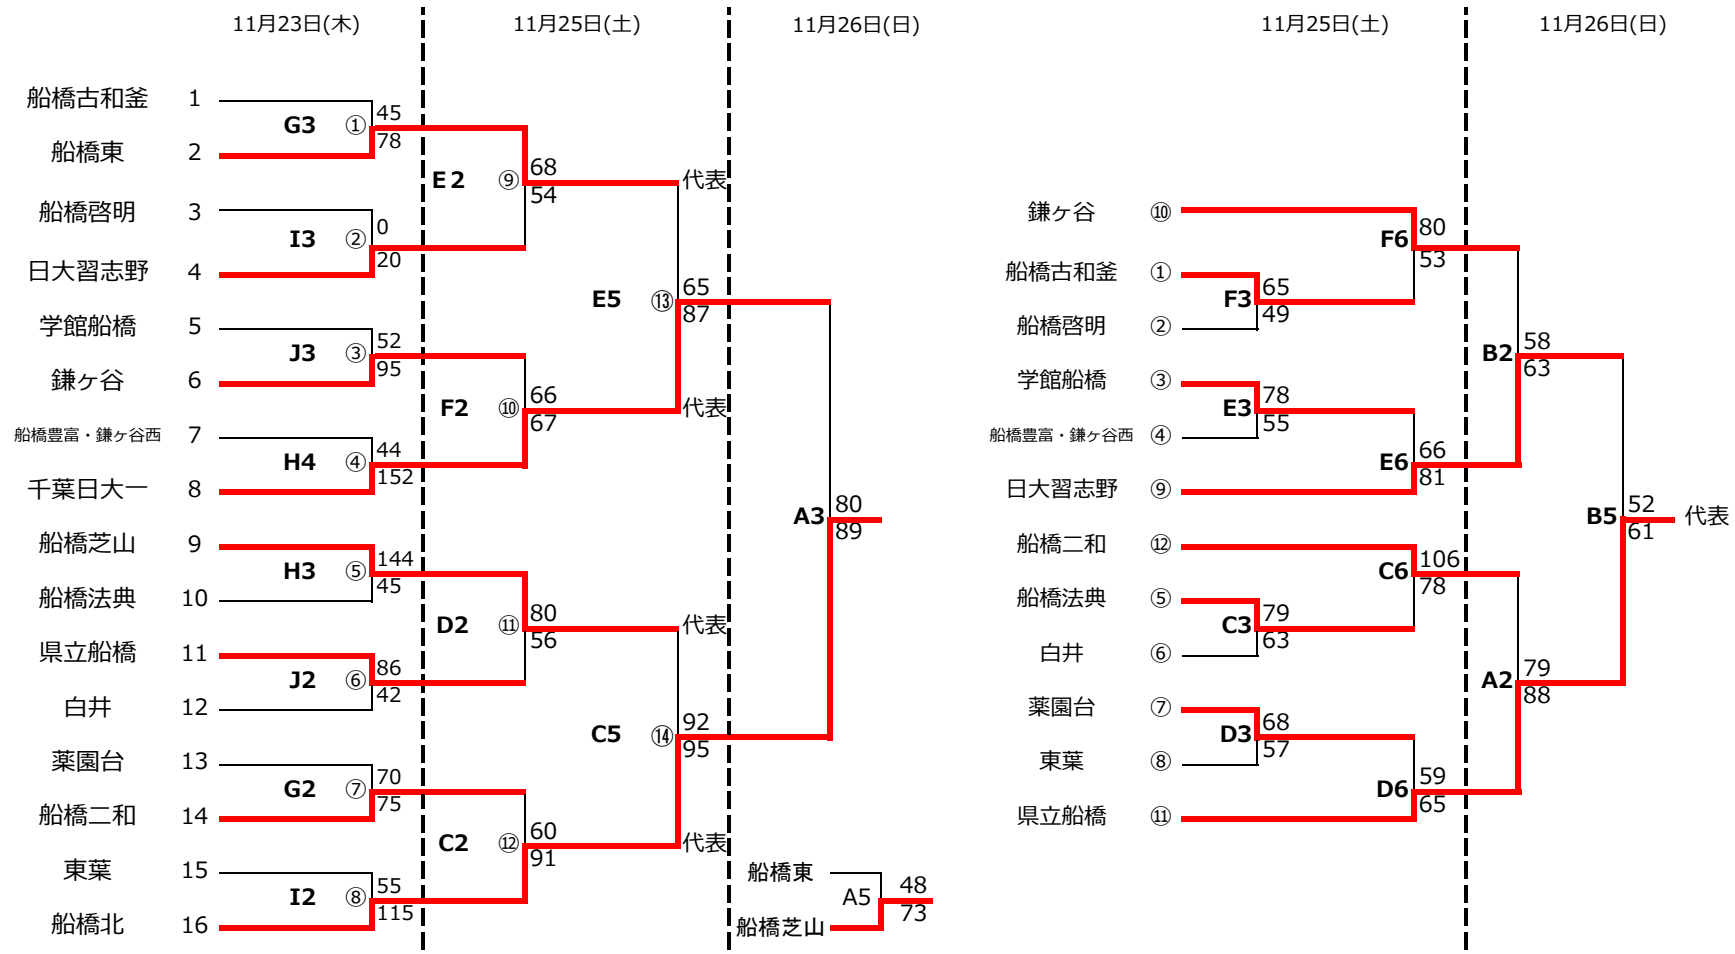 11月23日(木)
11月25日(土)
11月26日(日)
船橋古和釜 1
45
G3 ①
78
船橋東 2
68
E2 ⑨ 代表
54
船橋啓明 3
0
I3 ②
20
日大習志野 4
65
E5 ⑬
87
学館船橋 5
52
J3 ③
95
鎌ヶ谷 6
66
F2 ⑩ 代表
67
船橋豊富・鎌ヶ谷西 7
44
H4 ④
152
千葉日大一 8
80
A3
89
船橋芝山 9
144
H3 ⑤
45
船橋法典 10
80
D2 ⑪ 代表
56
県立船橋 11
86
J2 ⑥
42
白井 12
92
C5 ⑭
95
薬園台 13
70
G2 ⑦
75
船橋二和 14
60
C2 ⑫ 代表
91
東葉 15
55
I2 ⑧
115
船橋北 16
船橋東
48
A5
73
船橋芝山
11月25日(土)
11月26日(日)
鎌ヶ谷 ⑩
80
F6
53
船橋古和釜 ①
65
F3
49
船橋啓明 ②
58
B2
63
学館船橋 ③
78
E3
55
船橋豊富・鎌ヶ谷西 ④
66
E6
81
日大習志野 ⑨
52
B5 代表
61
船橋二和 ⑫
106
C6
78
船橋法典 ⑤
79
C3
63
白井 ⑥
79
A2
88
薬園台 ⑦
68
D3
57
東葉 ⑧
59
D6
65
県立船橋 ⑪